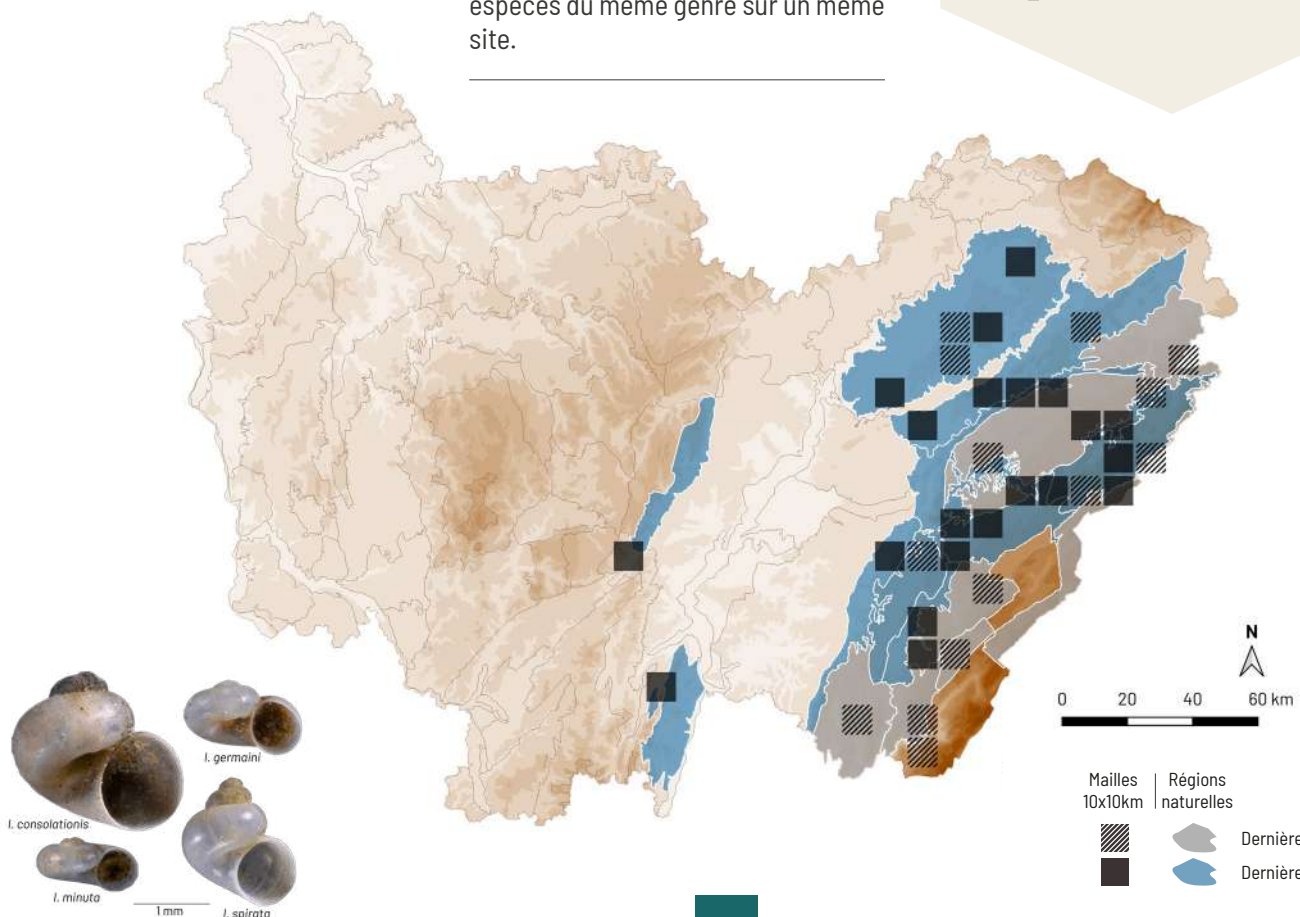 espèces du même genre sur un même
site.
N
0 20 40 60 km
Mailles
10x10km
Régions
naturelles
Dernière
Dernière
I. germaini
I. consolationis
I. minuta
1 mm
I. spirata